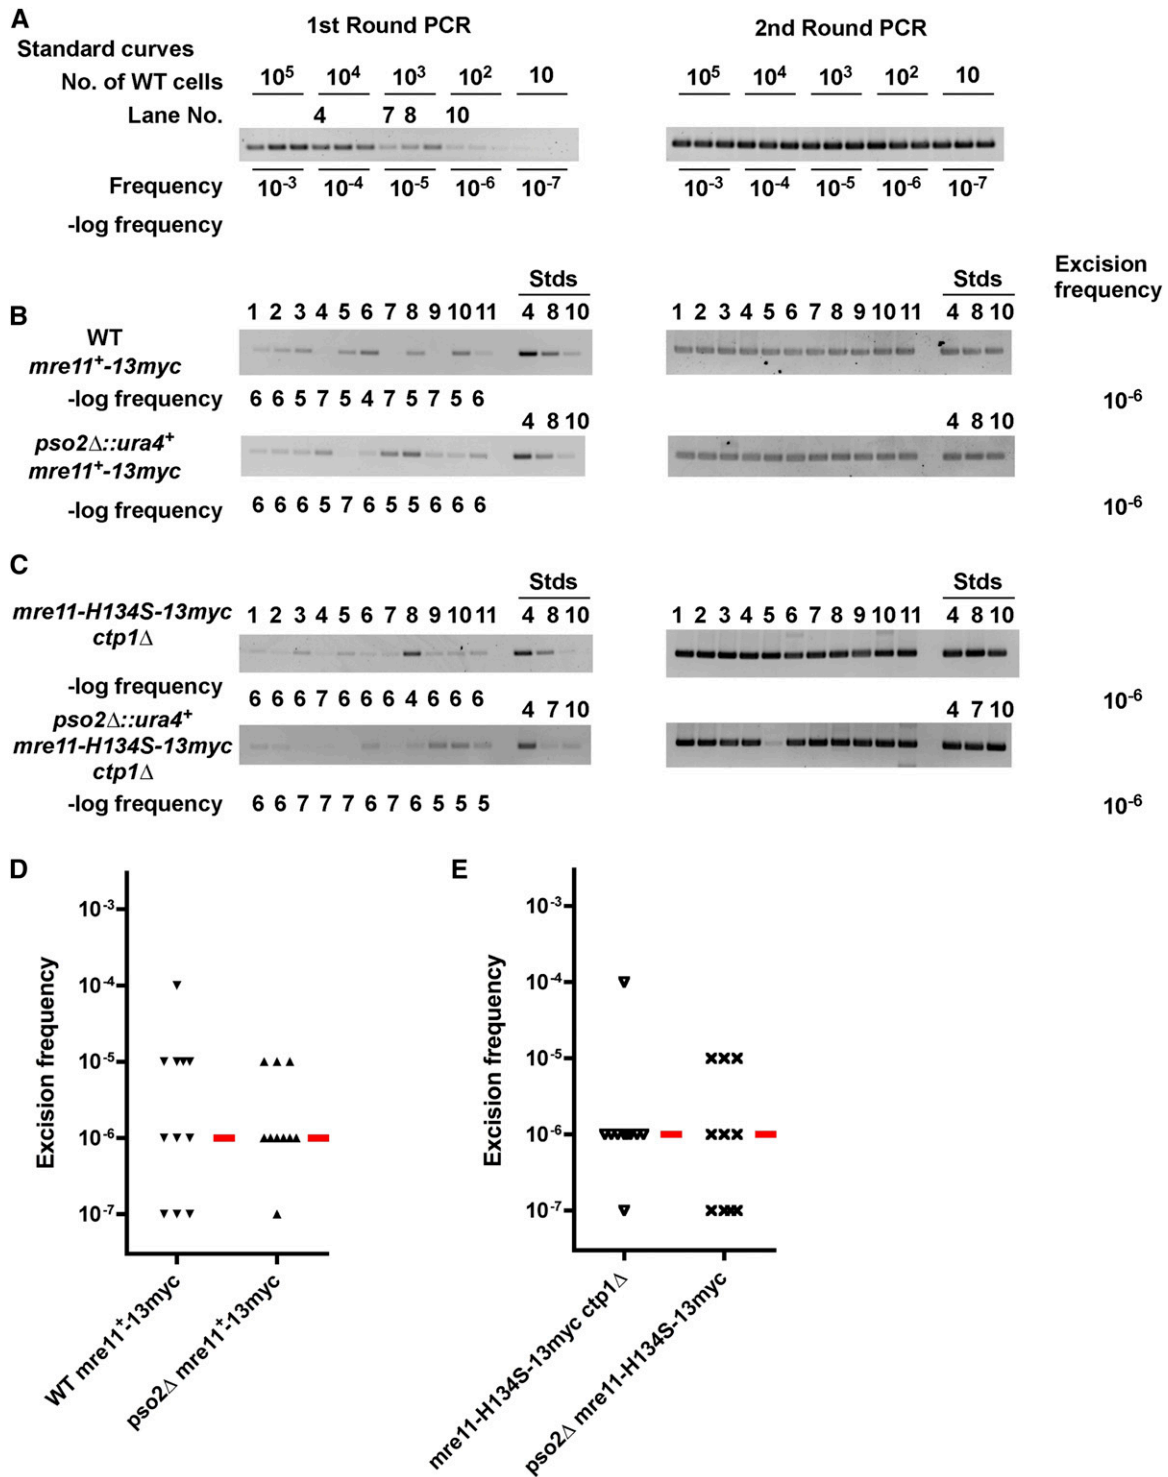 A
1st Round PCR
2nd Round PCR
Standard curves
No. of WT cells
10⁵ 10⁴ 10³ 10² 10
10⁵ 10⁴ 10³ 10² 10
Lane No.
4 7 8 10
Frequency
10⁻³ 10⁻⁴ 10⁻⁵ 10⁻⁶ 10⁻⁷
10⁻³ 10⁻⁴ 10⁻⁵ 10⁻⁶ 10⁻⁷
-log frequency
Excision
frequency
B
Stds
Stds
1 2 3 4 5 6 7 8 9 10 11 4 8 10
1 2 3 4 5 6 7 8 9 10 11 4 8 10
WT
mre11⁺-13myc
-log frequency
6 6 5 7 5 4 7 5 7 5 6
10⁻⁶
4 8 10
4 8 10
pso2Δ::ura4⁺
mre11⁺-13myc
-log frequency
6 6 6 5 7 6 5 5 6 6 6
10⁻⁶
C
Stds
Stds
mre11-H134S-13myc
ctp1Δ
1 2 3 4 5 6 7 8 9 10 11 4 8 10
1 2 3 4 5 6 7 8 9 10 11 4 8 10
-log frequency
6 6 6 7 6 6 6 4 6 6 6
10⁻⁶
4 7 10
4 7 10
pso2Δ::ura4⁺
mre11-H134S-13myc
ctp1Δ
-log frequency
6 6 7 7 7 6 7 6 5 5 5
10⁻⁶
D
Excision frequency
10⁻³
10⁻⁴
10⁻⁵
10⁻⁶
10⁻⁷
WT mre11⁺-13myc
pso2Δ mre11⁺-13myc
E
Excision frequency
10⁻³
10⁻⁴
10⁻⁵
10⁻⁶
10⁻⁷
mre11-H134S-13myc ctp1Δ
pso2Δ mre11-H134S-13myc